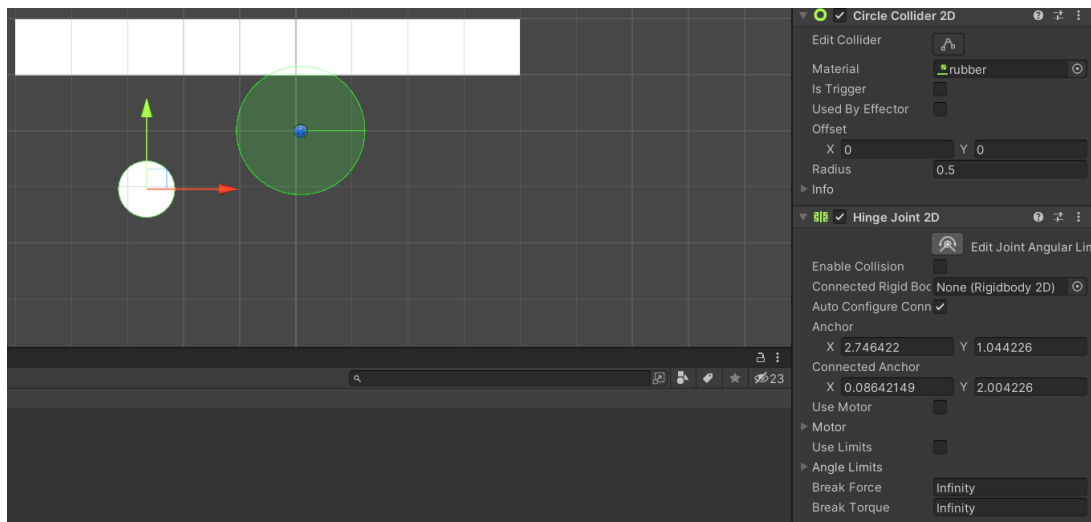 Circle Collider 2D
Edit Collider
Material rubber
Is Trigger
Used By Effector
Offset
X 0 Y 0
Radius 0.5
Info
Hinge Joint 2D
Edit Joint Angular Lim
Enable Collision
Connected Rigid Boc None (Rigidbody 2D)
Auto Configure Conn
Anchor
X 2.746422 Y 1.044226
Connected Anchor
X 0.08642149 Y 2.004226
23
Use Motor
Motor
Use Limits
Angle Limits
Break Force Infinity
Break Torque Infinity